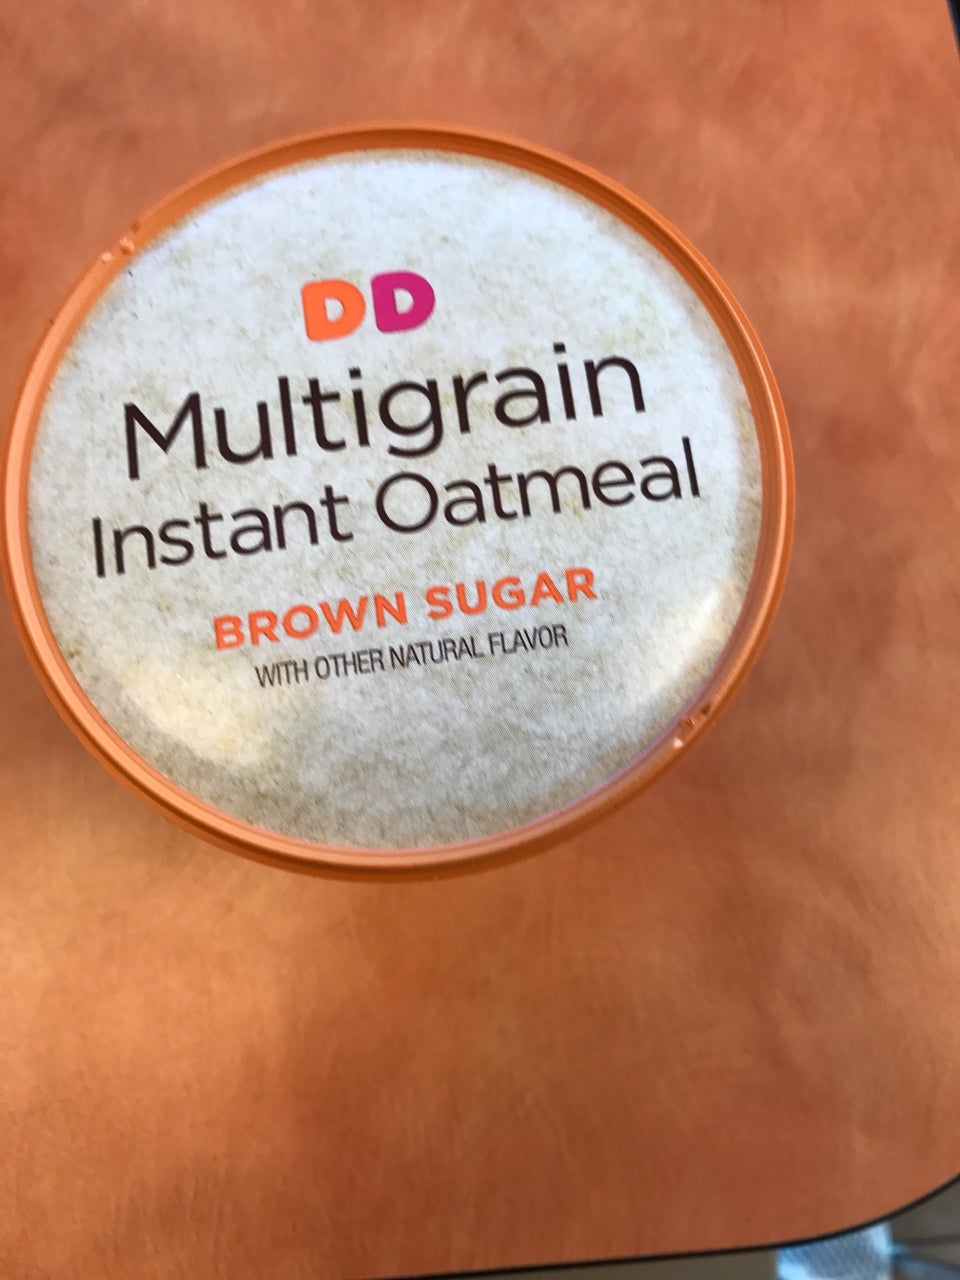 DD
Multigrain
Instant Oatmeal
BROWN SUGAR
WITH OTHER NATURAL FLAVOR